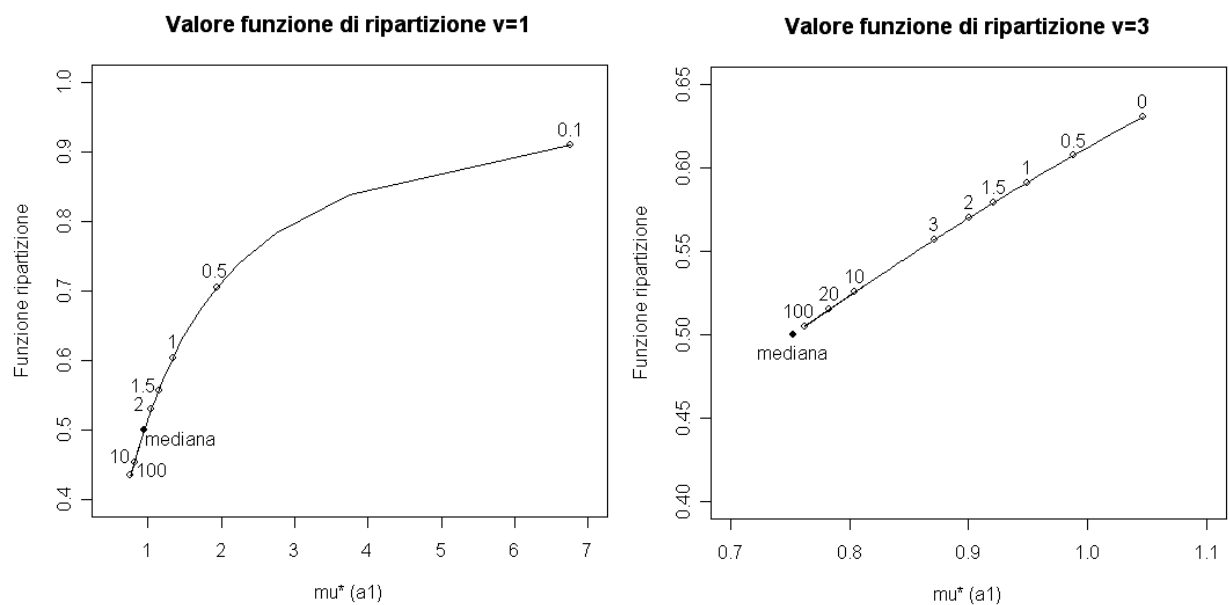 Valore funzione di ripartizione v=1
Funzione ripartizione
1.0
0.9
0.8
0.7
0.6
0.5
0.4
0.1
0.5
1
1.5
2
mediana
10
100
1 2 3 4 5 6 7
mu* (a1)
Valore funzione di ripartizione v=3
Funzione ripartizione
0.65
0.60
0.55
0.50
0.45
0.40
0
0.5
1
1.5
2
3
10
20
100
mediana
0.7 0.8 0.9 1.0 1.1
mu* (a1)